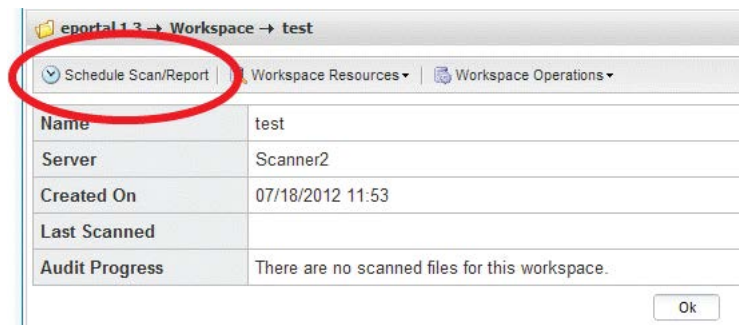 eportal 1.3 → Workspace → test
Schedule Scan/Report | Workspace Resources ▾ | Workspace Operations ▾
Name test
Server Scanner2
Created On 07/18/2012 11:53
Last Scanned
Audit Progress There are no scanned files for this workspace.
Ok